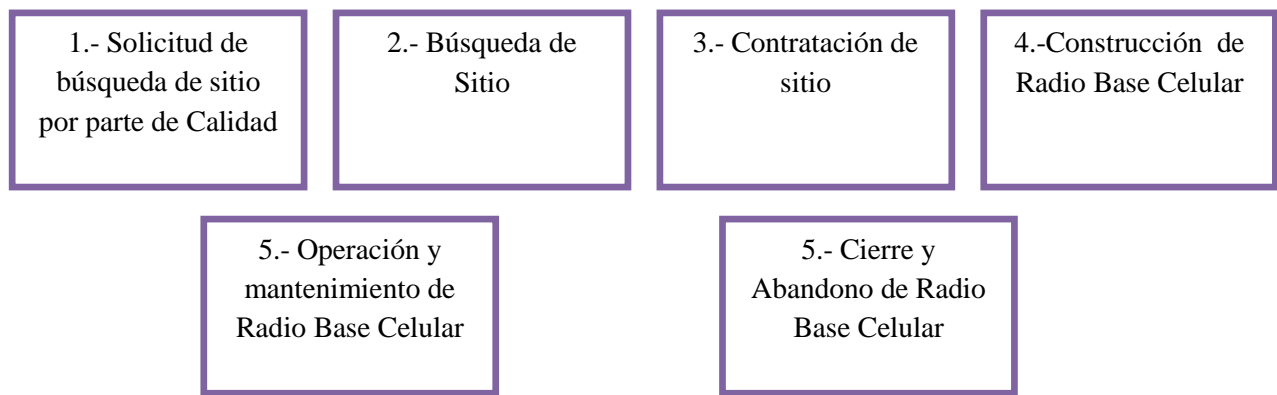 1.- Solicitud de
búsqueda de sitio
por parte de Calidad
2.- Búsqueda de
Sitio
3.- Contratación de
sitio
4.-Construcción de
Radio Base Celular
5.- Operación y
mantenimiento de
Radio Base Celular
5.- Cierre y
Abandono de Radio
Base Celular